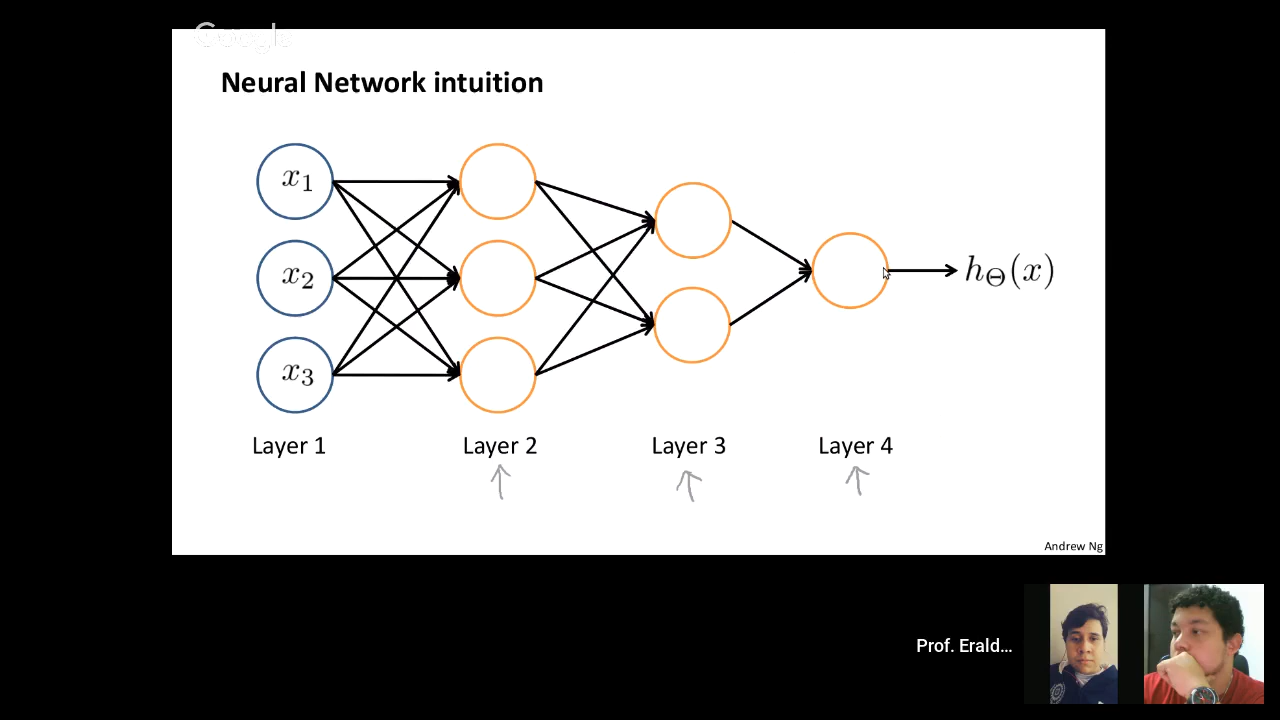 Google
Neural Network intuition
x₁
x₂
x₃
h_Θ(x)
Layer 1 Layer 2 Layer 3 Layer 4
Andrew Ng
Prof. Erald...